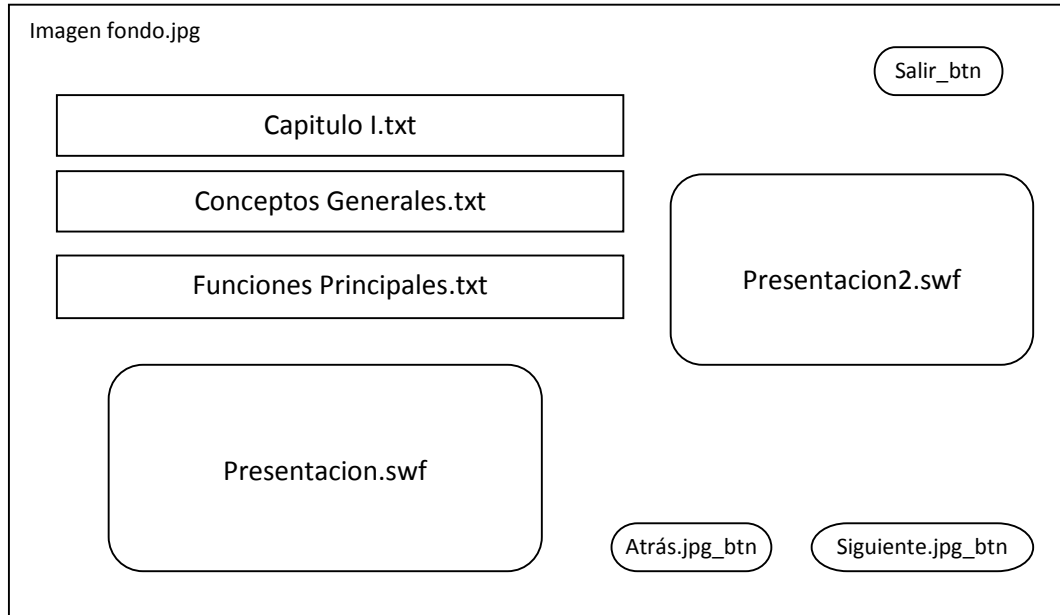 Imagen fondo.jpg
Salir_btn
Capitulo I.txt
Conceptos Generales.txt
Funciones Principales.txt
Presentacion2.swf
Presentacion.swf
Atrás.jpg_btn
Siguiente.jpg_btn